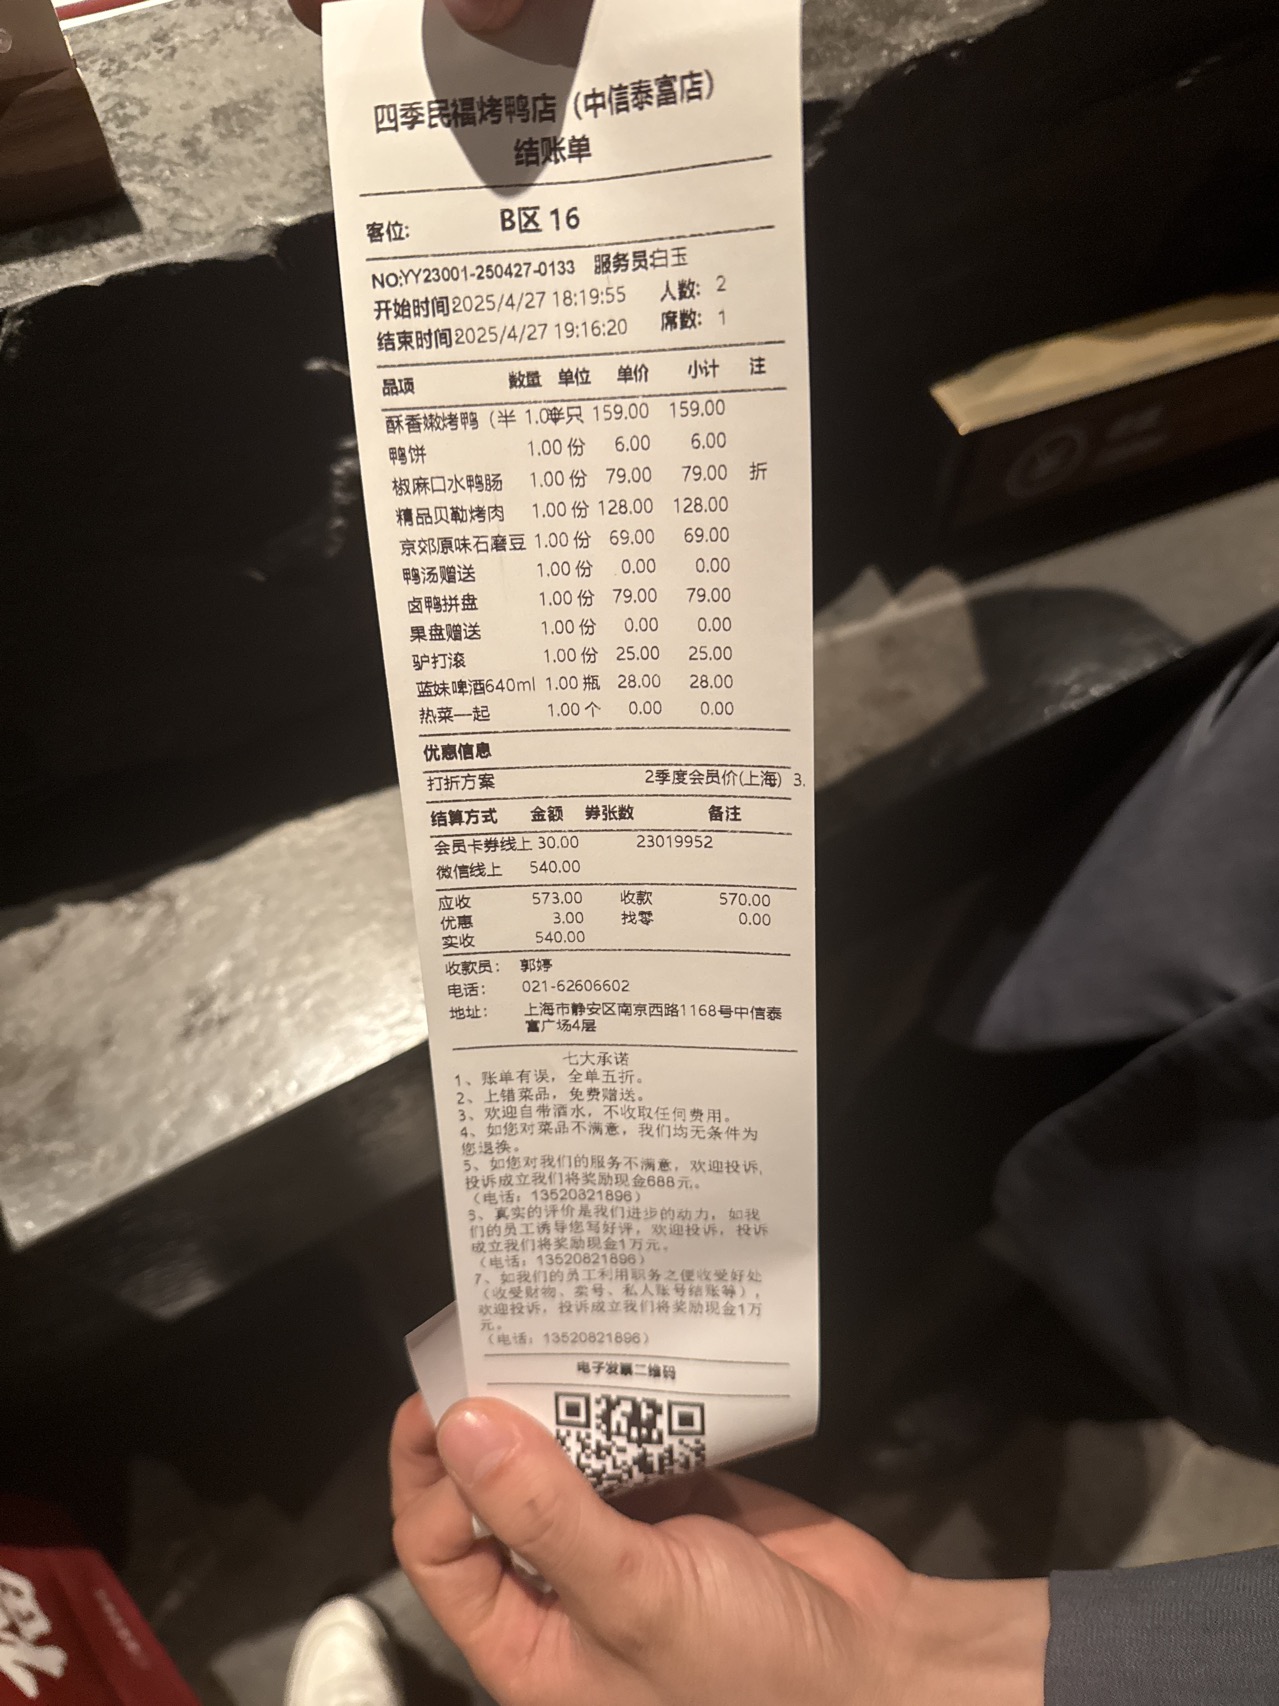 四季民福烤鸭店（中信泰富店）
结账单
客位: B区 16
NO:YY23001-250427-0133 服务员:白玉
开始时间2025/4/27 18:19:55 人数: 2
结束时间2025/4/27 19:16:20 席数: 1
品项 数量 单位 单价 小计 注
酥香嫩烤鸭（半 1.0半只 159.00 159.00
鸭饼 1.00 份 6.00 6.00
椒麻口水鸭肠 1.00 份 79.00 79.00 折
精品贝勒烤肉 1.00 份 128.00 128.00
京郊原味石磨豆 1.00 份 69.00 69.00
鸭汤赠送 1.00 份 0.00 0.00
卤鸭拼盘 1.00 份 79.00 79.00
果盘赠送 1.00 份 0.00 0.00
驴打滚 1.00 份 25.00 25.00
蓝妹啤酒640ml 1.00 瓶 28.00 28.00
热菜一起 1.00 个 0.00 0.00
优惠信息
打折方案 2季度会员价(上海) 3.
结算方式 金额 券张数 备注
会员卡券线上 30.00 23019952
微信线上 540.00
应收 573.00 收款 570.00
优惠 3.00 找零 0.00
实收 540.00
收款员: 郭婷
电话: 021-62606602
地址: 上海市静安区南京西路1168号中信泰
富广场4层
七大承诺
1、账单有误，全单五折。
2、上错菜品，免费赠送。
3、欢迎自带酒水，不收取任何费用。
4、如您对菜品不满意，我们均无条件为
您退换。
5、如您对我们的服务不满意，欢迎投诉,
投诉成立我们将奖励现金688元。
（电话：13520821896）
6、真实的评价是我们进步的动力，如我
们的员工诱导您写好评，欢迎投诉，投诉
成立我们将奖励现金1万元。
（电话：13520821896）
7、如我们的员工利用职务之便收受好处
（收受财物、卖号、私人账号结账等），
欢迎投诉，投诉成立我们将奖励现金1万
元。
（电话：13520821896）
电子发票二维码